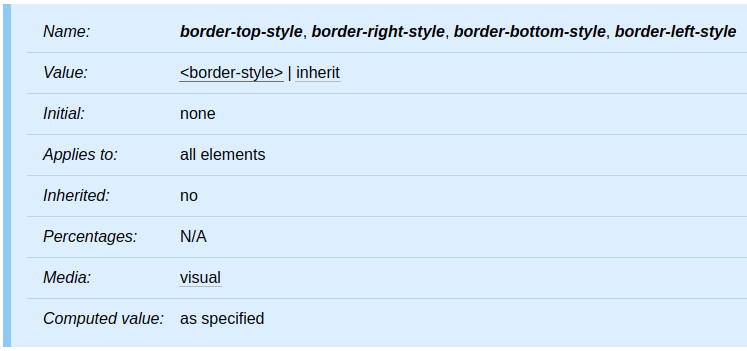 Name: border-top-style, border-right-style, border-bottom-style, border-left-style
Value: <border-style> | inherit
Initial: none
Applies to: all elements
Inherited: no
Percentages: N/A
Media: visual
Computed value: as specified